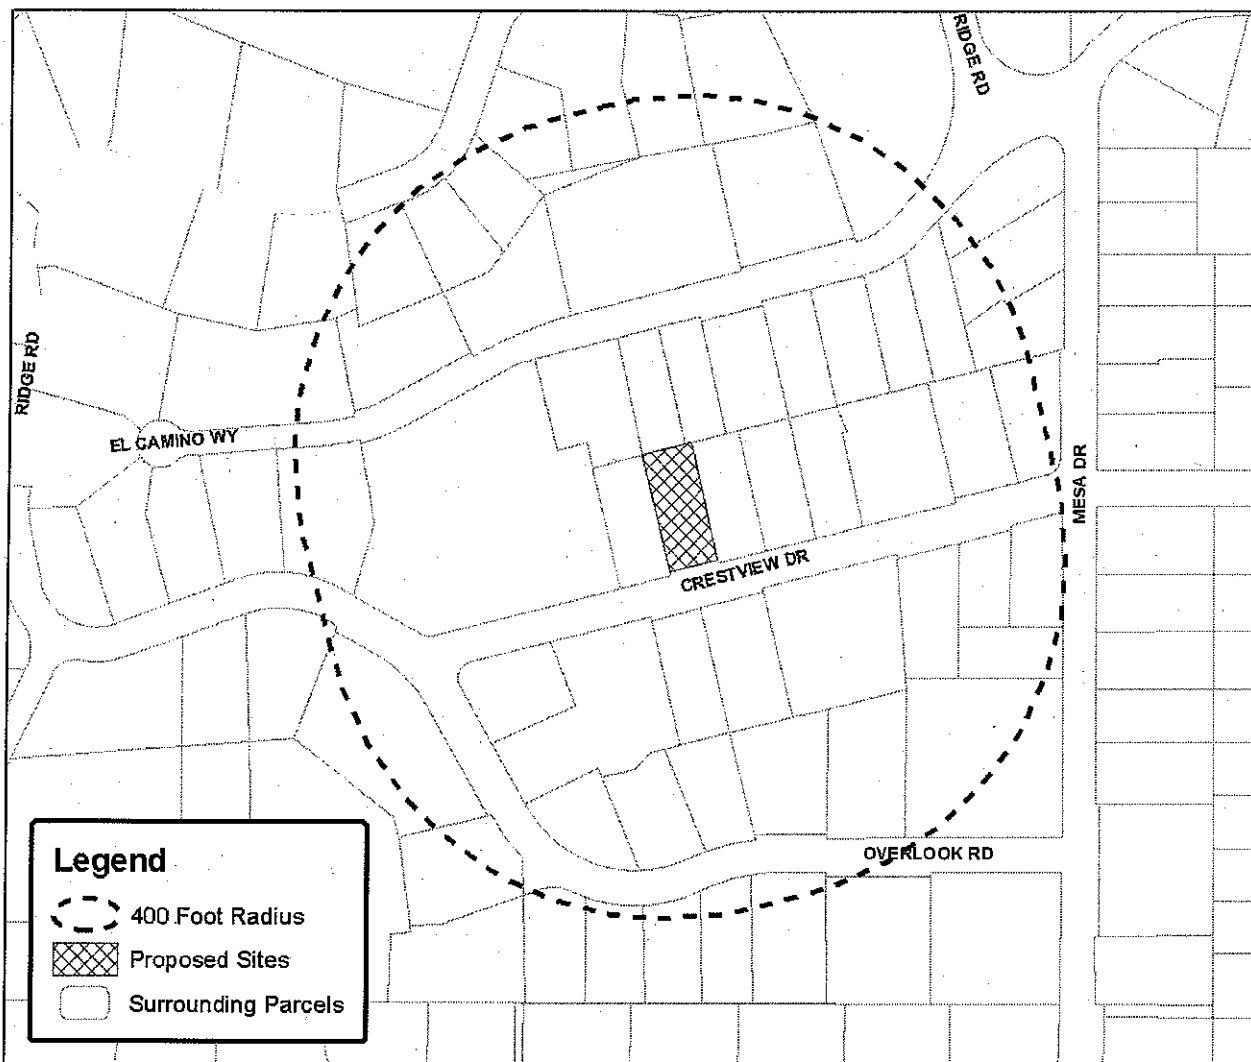 RIDGE RD
RIDGE RD
EL CAMINO WY
MESA DR
CRESTVIEW DR
OVERLOOK RD
Legend
400 Foot Radius
Proposed Sites
Surrounding Parcels